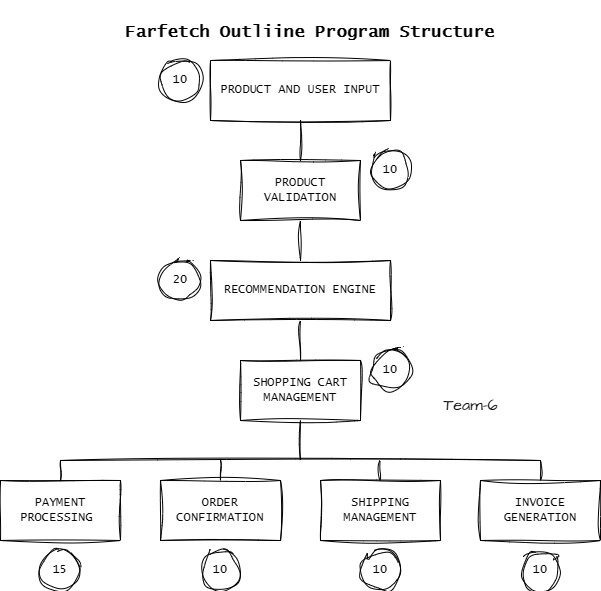 Farfetch Outliine Program Structure
10
PRODUCT AND USER INPUT
PRODUCT
VALIDATION
10
20
RECOMMENDATION ENGINE
SHOPPING CART
MANAGEMENT
10
Team-6
PAYMENT
PROCESSING
ORDER
CONFIRMATION
SHIPPING
MANAGEMENT
INVOICE
GENERATION
15
10
10
10